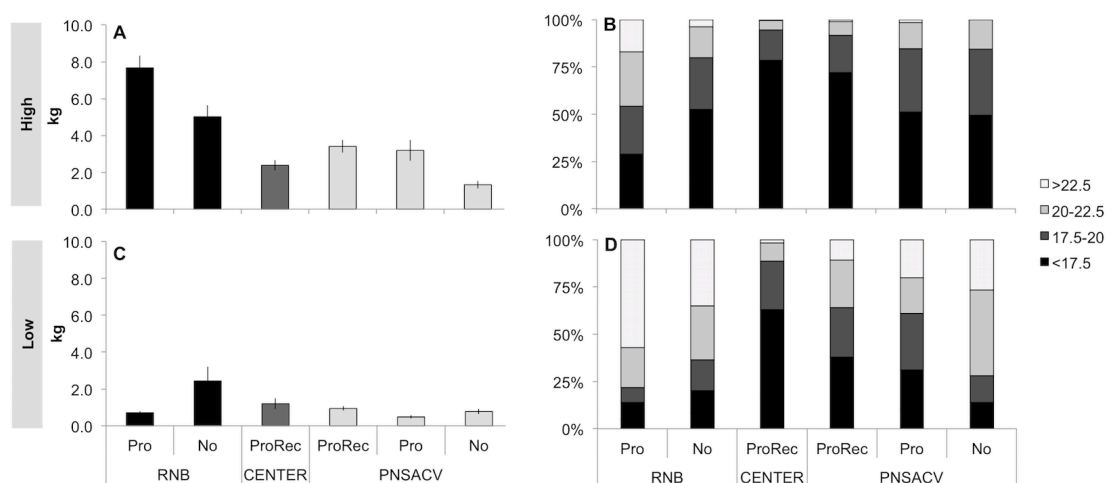 High
kg
A
10.0
8.0
6.0
4.0
2.0
0.0
B
100%
75%
50%
25%
0%
>22.5
20-22.5
17.5-20
<17.5
Low
kg
C
10.0
8.0
6.0
4.0
2.0
0.0
Pro No ProRec ProRec Pro No
RNB CENTER PNSACV
D
100%
75%
50%
25%
0%
Pro No ProRec ProRec Pro No
RNB CENTER PNSACV